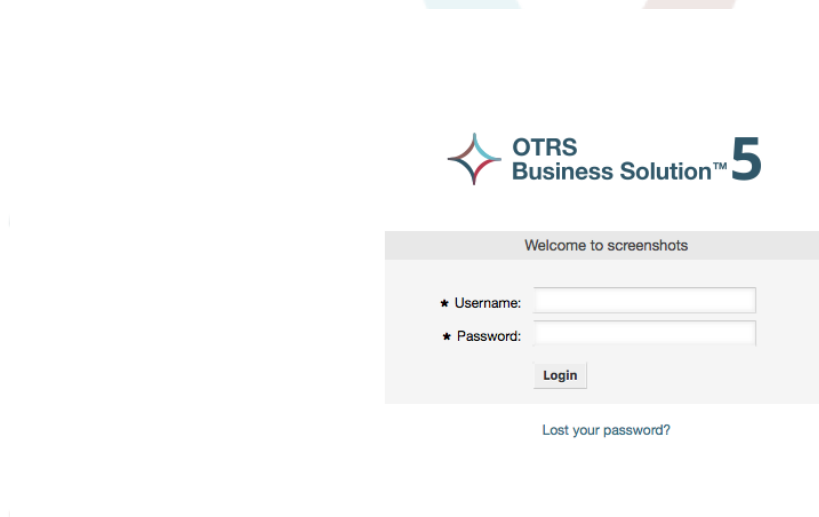 OTRS
Business Solution™ 5
Welcome to screenshots
★ Username:
★ Password:
Login
Lost your password?